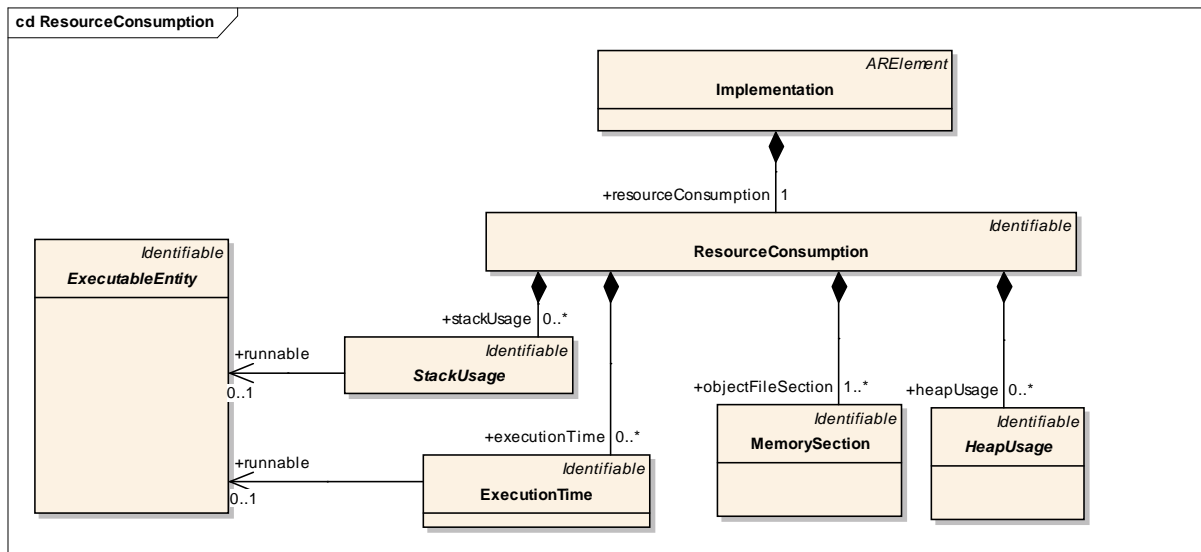 cd ResourceConsumption
ARElement
Implementation
+resourceConsumption 1
Identifiable
ResourceConsumption
Identifiable
ExecutableEntity
+stackUsage 0..*
+runnable
0..1
Identifiable
StackUsage
+objectFileSection 1..*
+heapUsage 0..*
Identifiable
MemorySection
Identifiable
HeapUsage
+executionTime 0..*
+runnable
0..1
Identifiable
ExecutionTime